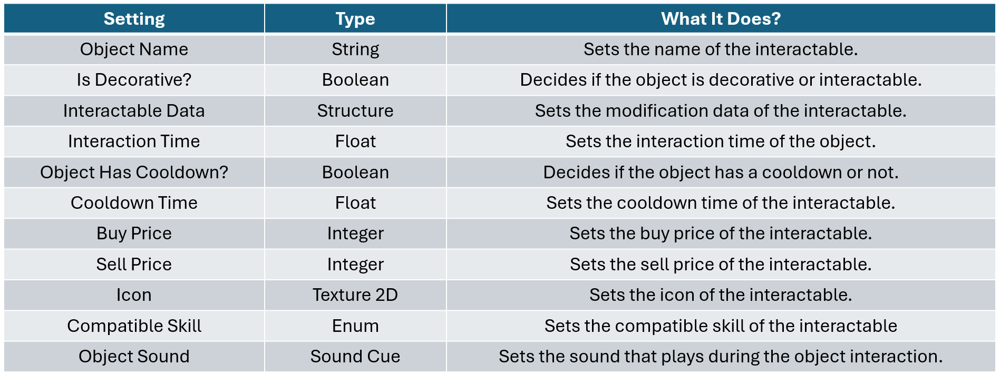 Setting Type What It Does?
Object Name String Sets the name of the interactable.
Is Decorative? Boolean Decides if the object is decorative or interactable.
Interactable Data Structure Sets the modification data of the interactable.
Interaction Time Float Sets the interaction time of the object.
Object Has Cooldown? Boolean Decides if the object has a cooldown or not.
Cooldown Time Float Sets the cooldown time of the interactable.
Buy Price Integer Sets the buy price of the interactable.
Sell Price Integer Sets the sell price of the interactable.
Icon Texture 2D Sets the icon of the interactable.
Compatible Skill Enum Sets the compatible skill of the interactable
Object Sound Sound Cue Sets the sound that plays during the object interaction.